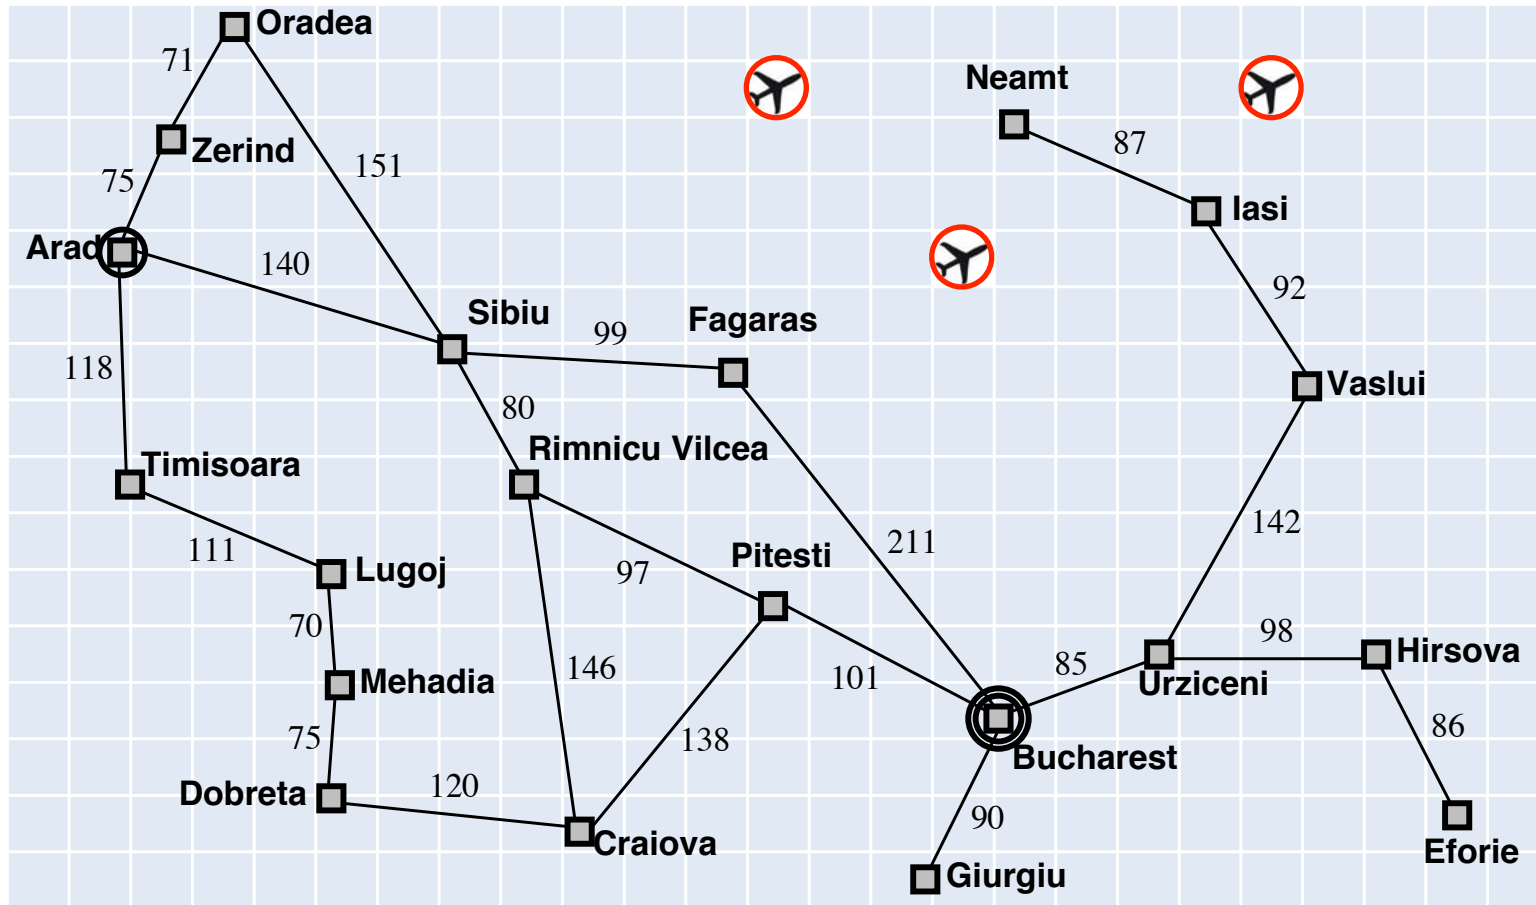 Oradea
71
Neamt
87
Zerind
151
75
Iasi
Arad
140
92
Sibiu
Fagaras
99
118
Vaslui
80
Rimnicu Vilcea
Timisoara
142
211
111
Pitesti
97
Lugoj
70
98
Hirsova
146
101
85
Urziceni
Mehadia
86
75
138
Bucharest
120
Dobreta
90
Craiova
Eforie
Giurgiu